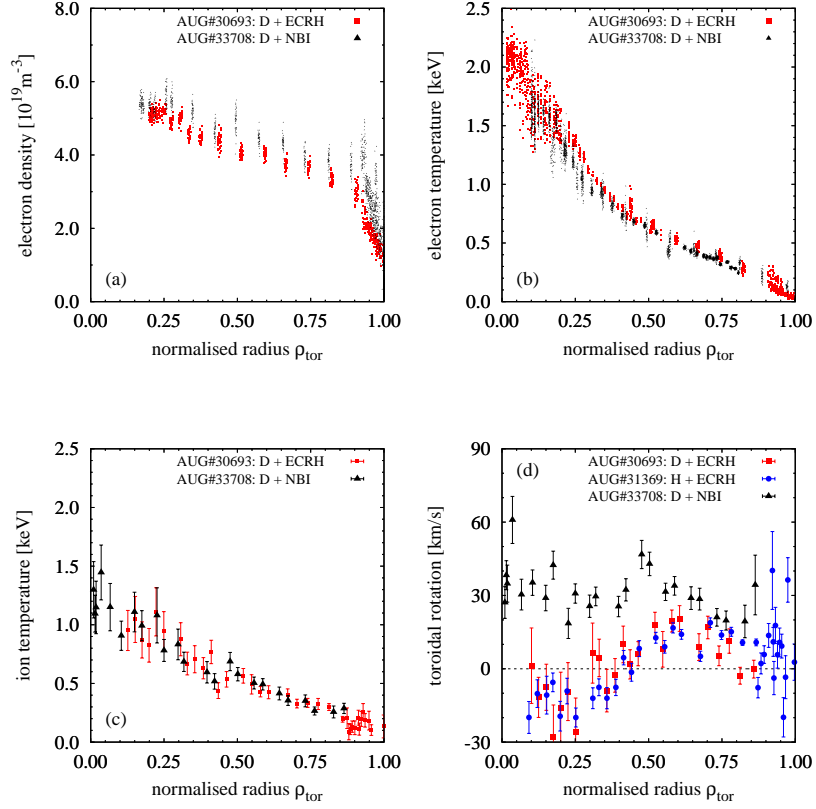 AUG#30693: D + ECRH
AUG#33708: D + NBI
electron density [10^19 m^-3]
8.0
6.0
4.0
2.0
0.0
(a)
0.00 0.25 0.50 0.75 1.00
normalised radius ρ_tor
AUG#30693: D + ECRH
AUG#33708: D + NBI
electron temperature [keV]
2.5
2.0
1.5
1.0
0.5
0.0
(b)
0.00 0.25 0.50 0.75 1.00
normalised radius ρ_tor
AUG#30693: D + ECRH
AUG#33708: D + NBI
ion temperature [keV]
2.5
2.0
1.5
1.0
0.5
0.0
(c)
0.00 0.25 0.50 0.75 1.00
normalised radius ρ_tor
(d)
AUG#30693: D + ECRH
AUG#31369: H + ECRH
AUG#33708: D + NBI
toroidal rotation [km/s]
90
60
30
0
-30
0.00 0.25 0.50 0.75 1.00
normalised radius ρ_tor